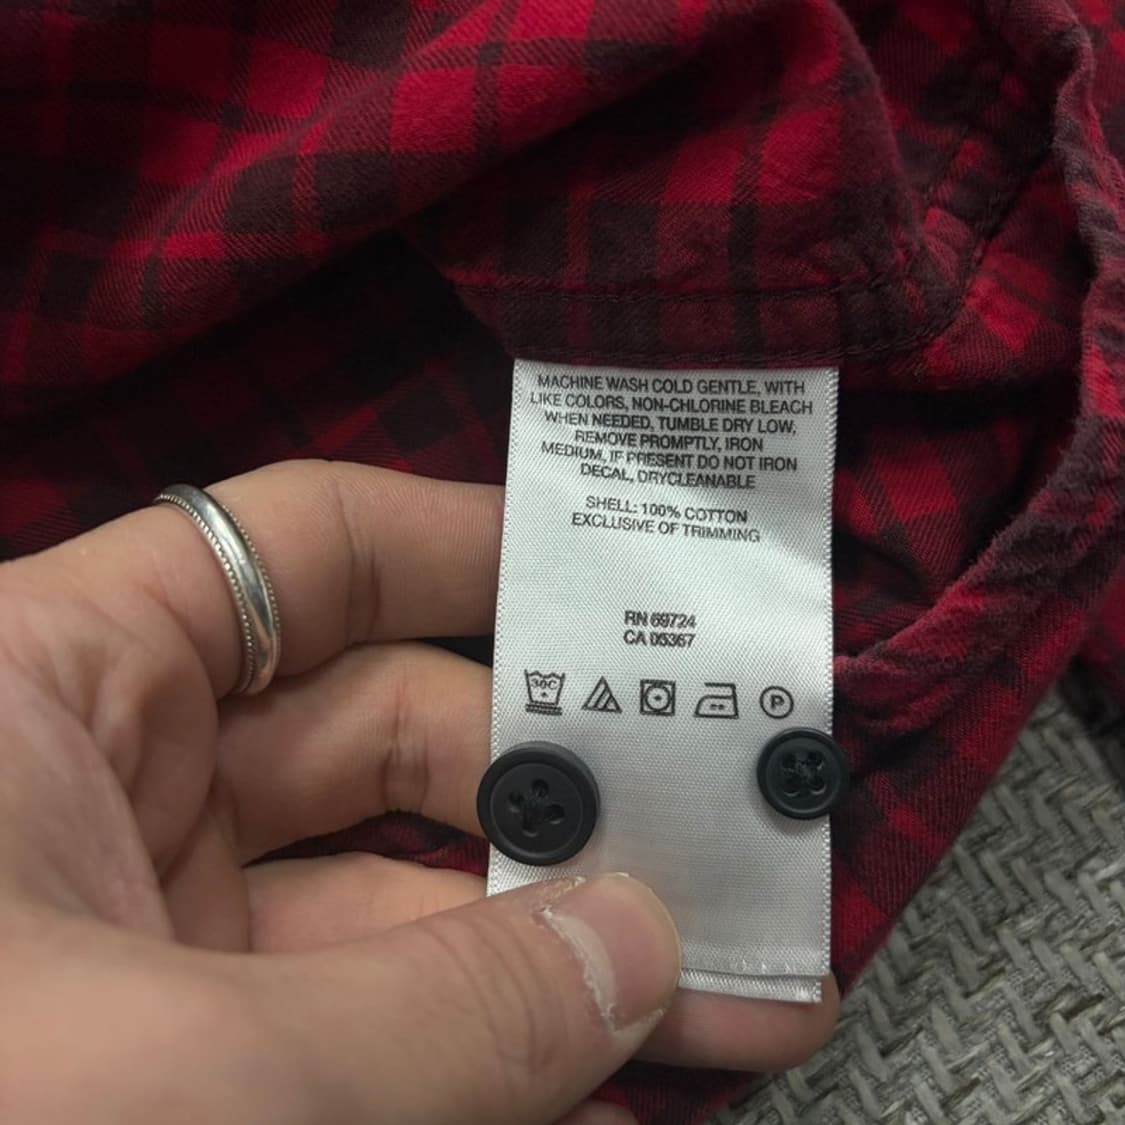 MACHINE WASH COLD GENTLE, WITH
LIKE COLORS, NON-CHLORINE BLEACH
WHEN NEEDED, TUMBLE DRY LOW,
REMOVE PROMPTLY, IRON
MEDIUM, IF PRESENT DO NOT IRON
DECAL, DRYCLEANABLE
SHELL: 100% COTTON
EXCLUSIVE OF TRIMMING
RN 69724
CA 05367
30C
P